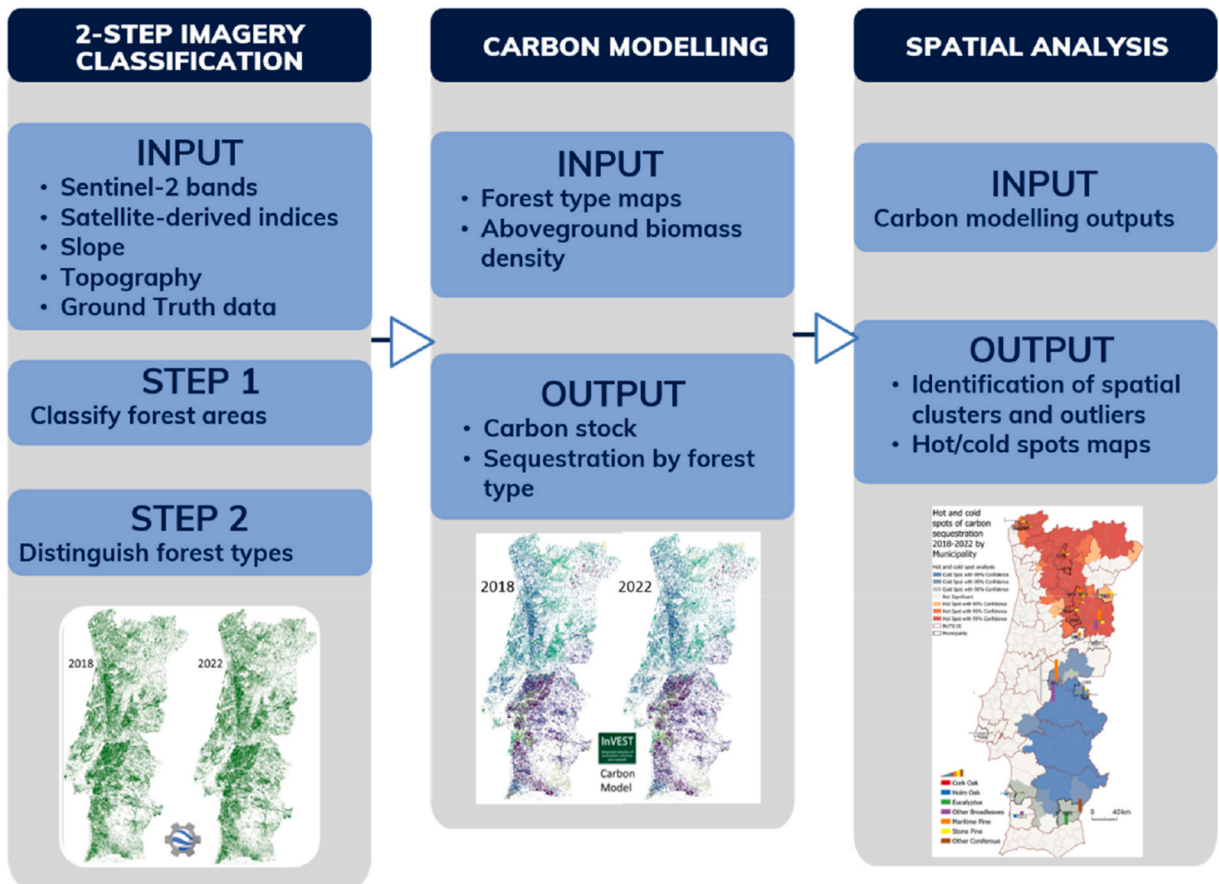 2-STEP IMAGERY
CLASSIFICATION
INPUT
• Sentinel-2 bands
• Satellite-derived indices
• Slope
• Topography
• Ground Truth data
STEP 1
Classify forest areas
STEP 2
Distinguish forest types
2018
2022
CARBON MODELLING
INPUT
• Forest type maps
• Aboveground biomass
density
OUTPUT
• Carbon stock
• Sequestration by forest
type
2018
2022
InVEST
Carbon
Model
SPATIAL ANALYSIS
INPUT
Carbon modelling outputs
OUTPUT
• Identification of spatial
clusters and outliers
• Hot/cold spots maps
Hot and cold
spots of carbon
sequestration
2018-2022 by
Municipality
Hot and cold spot analysis
Cold Spot with 99% Confidence
Cold Spot with 95% Confidence
Cold Spot with 90% Confidence
Not Significant
Hot Spot with 90% Confidence
Hot Spot with 95% Confidence
Hot Spot with 99% Confidence
Municipality
Cork Oak
Holm Oak
Eucalyptus
Other Broadleaves
Maritime Pine
Stone Pine
Other Coniferous
0 40 km